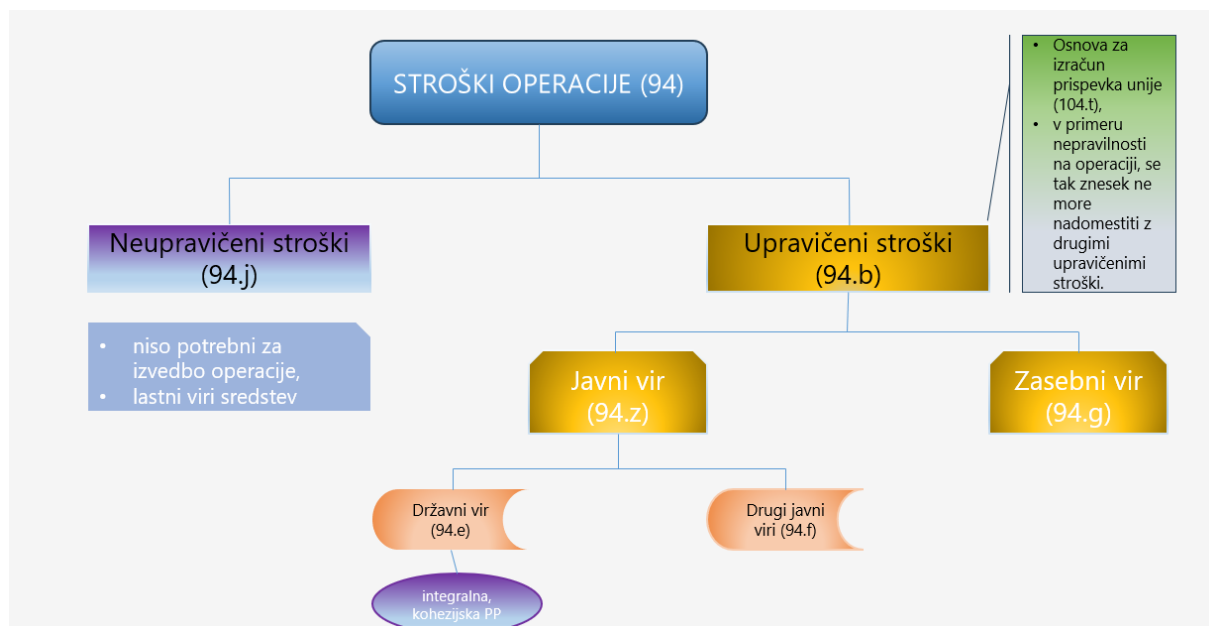 STROŠKI OPERACIJE (94)
• Osnova za
izračun
prispevka unije
(104.t),
• v primeru
nepravilnosti
na operaciji, se
tak znesek ne
more
nadomestiti z
drugimi
upravičenimi
stroški.
Neupravičeni stroški
(94.j)
Upravičeni stroški
(94.b)
• niso potrebni za
izvedbo operacije,
• lastni viri sredstev
Javni vir
(94.z)
Zasebni vir
(94.g)
Državni vir
(94.e)
Drugi javni
viri (94.f)
integralna,
kohezijska PP